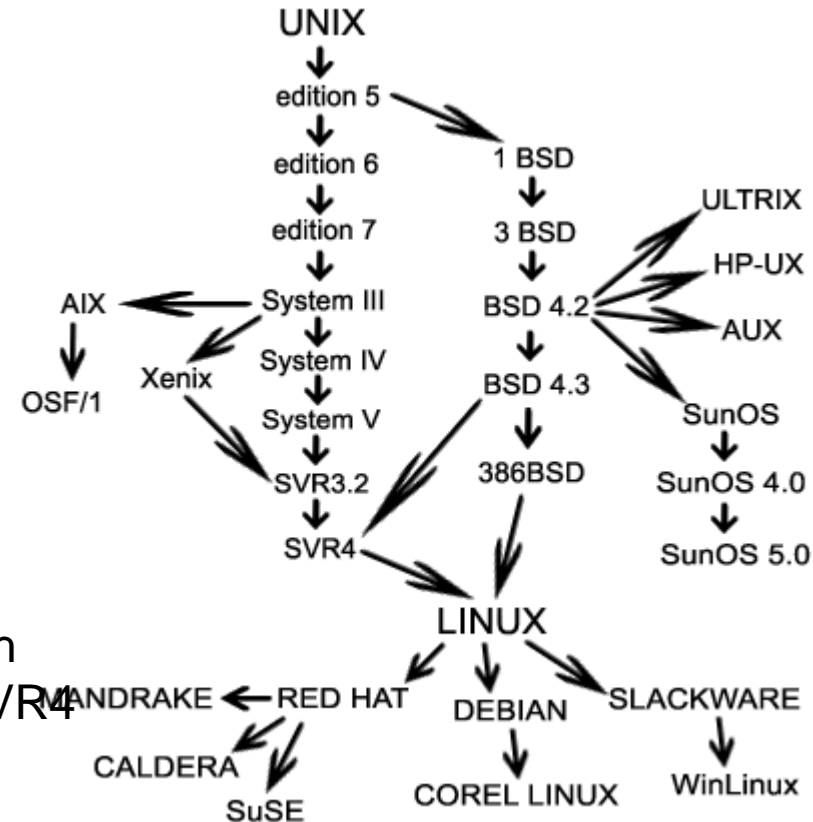 UNIX
edition 5
1 BSD
edition 6
ULTRIX
edition 7
3 BSD
HP-UX
AIX
System III
BSD 4.2
AUX
System IV
Xenix
BSD 4.3
OSF/1
System V
SunOS
386BSD
SVR3.2
SunOS 4.0
SVR4
SunOS 5.0
LINUX
n
/R4
MANDRAKE
RED HAT
DEBIAN
SLACKWARE
CALDERA
WinLinux
COREL LINUX
SuSE